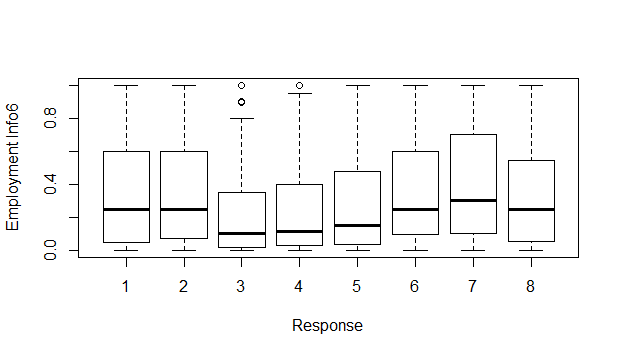 Employment Info6
0.8
0.4
0.0
1 2 3 4 5 6 7 8
Response